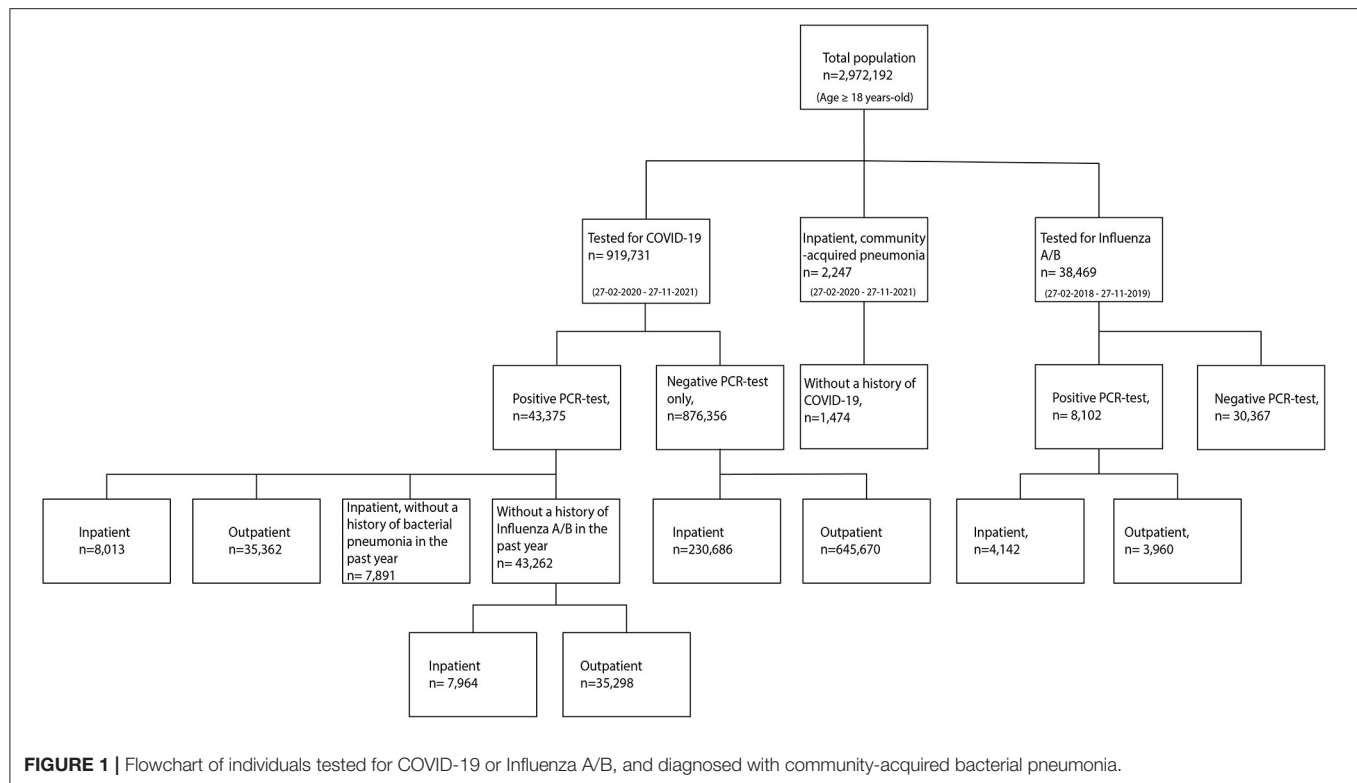 Total population
n=2,972,192
(Age ≥ 18 years-old)
Tested for COVID-19
n= 919,731
(27-02-2020 - 27-11-2021)
Inpatient, community
-acquired pneumonia
n= 2,247
(27-02-2020 - 27-11-2021)
Tested for Influenza
A/B
n= 38,469
(27-02-2018 - 27-11-2019)
Positive PCR-test,
n=43,375
Negative PCR-test
only,
n=876,356
Without a history of
COVID-19,
n=1,474
Positive PCR-test,
n= 8,102
Negative PCR-test,
n= 30,367
Inpatient
n=8,013
Outpatient
n=35,362
Inpatient, without a
history of bacterial
pneumonia in the
past year
n= 7,891
Without a history of
Influenza A/B in the
past year
n= 43,262
Inpatient
n=230,686
Outpatient
n=645,670
Inpatient,
n=4,142
Outpatient,
n= 3,960
Inpatient
n= 7,964
Outpatient
n=35,298
FIGURE 1 | Flowchart of individuals tested for COVID-19 or Influenza A/B, and diagnosed with community-acquired bacterial pneumonia.